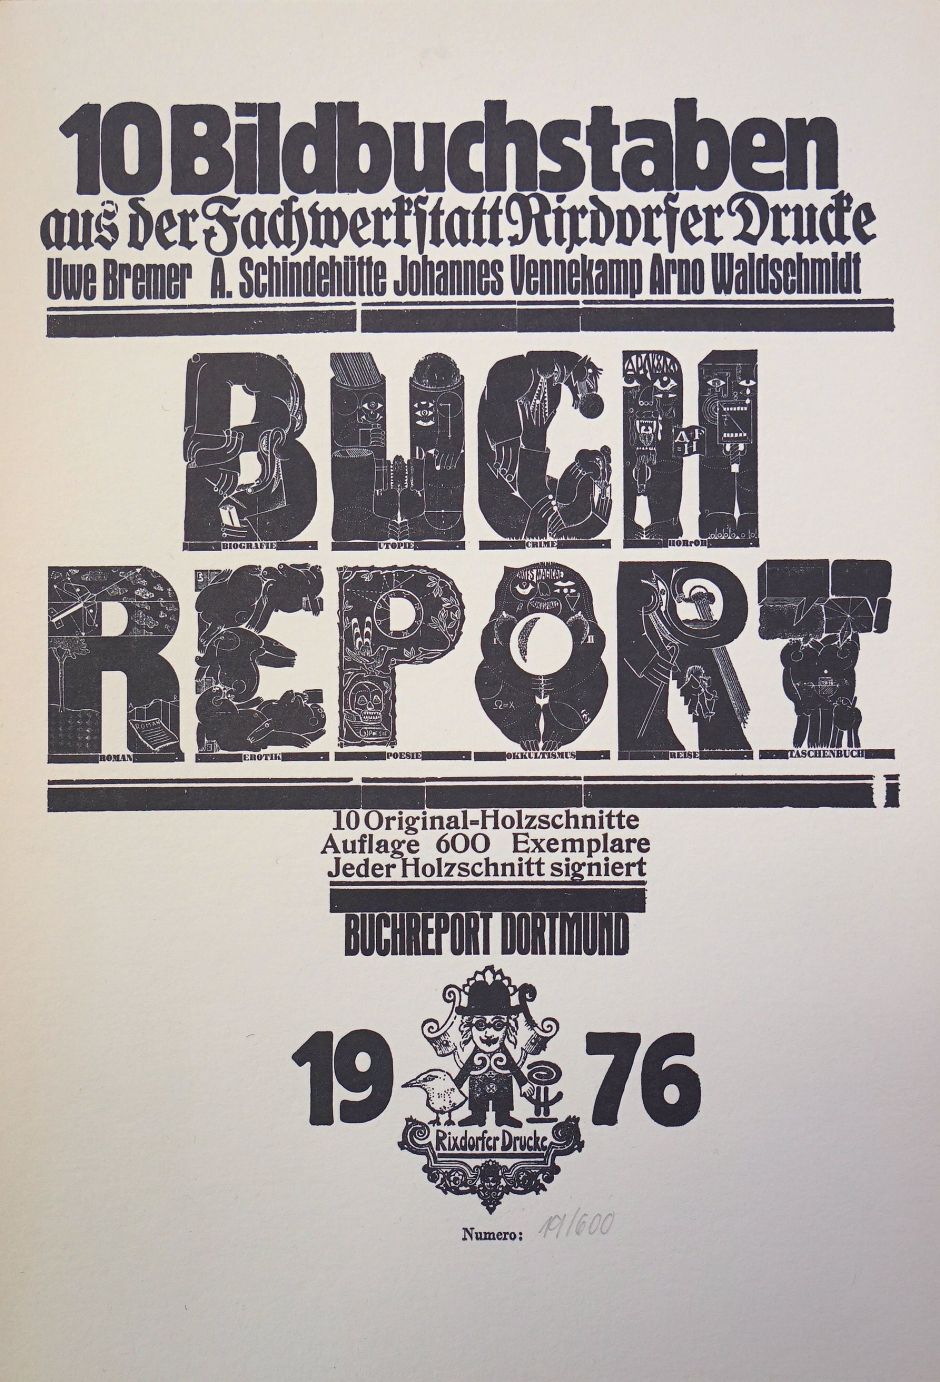 10 Bildbuchstaben
aus der Fachwerkstatt Rixdorfer Drucke
Uwe Bremer A. Schindehütte Johannes Vennekamp Arno Waldschmidt
BUCH
BIOGRAFIE UTOPIE CRIME HORrOR
REPORT
ROMAN EROTIK POESIE OKKULTISMUS REISE TASCHENBUCH
10 Original-Holzschnitte
Auflage 600 Exemplare
Jeder Holzschnitt signiert
BUCHREPORT DORTMUND
1976
Rixdorfer Drucke
Numero: 19/600